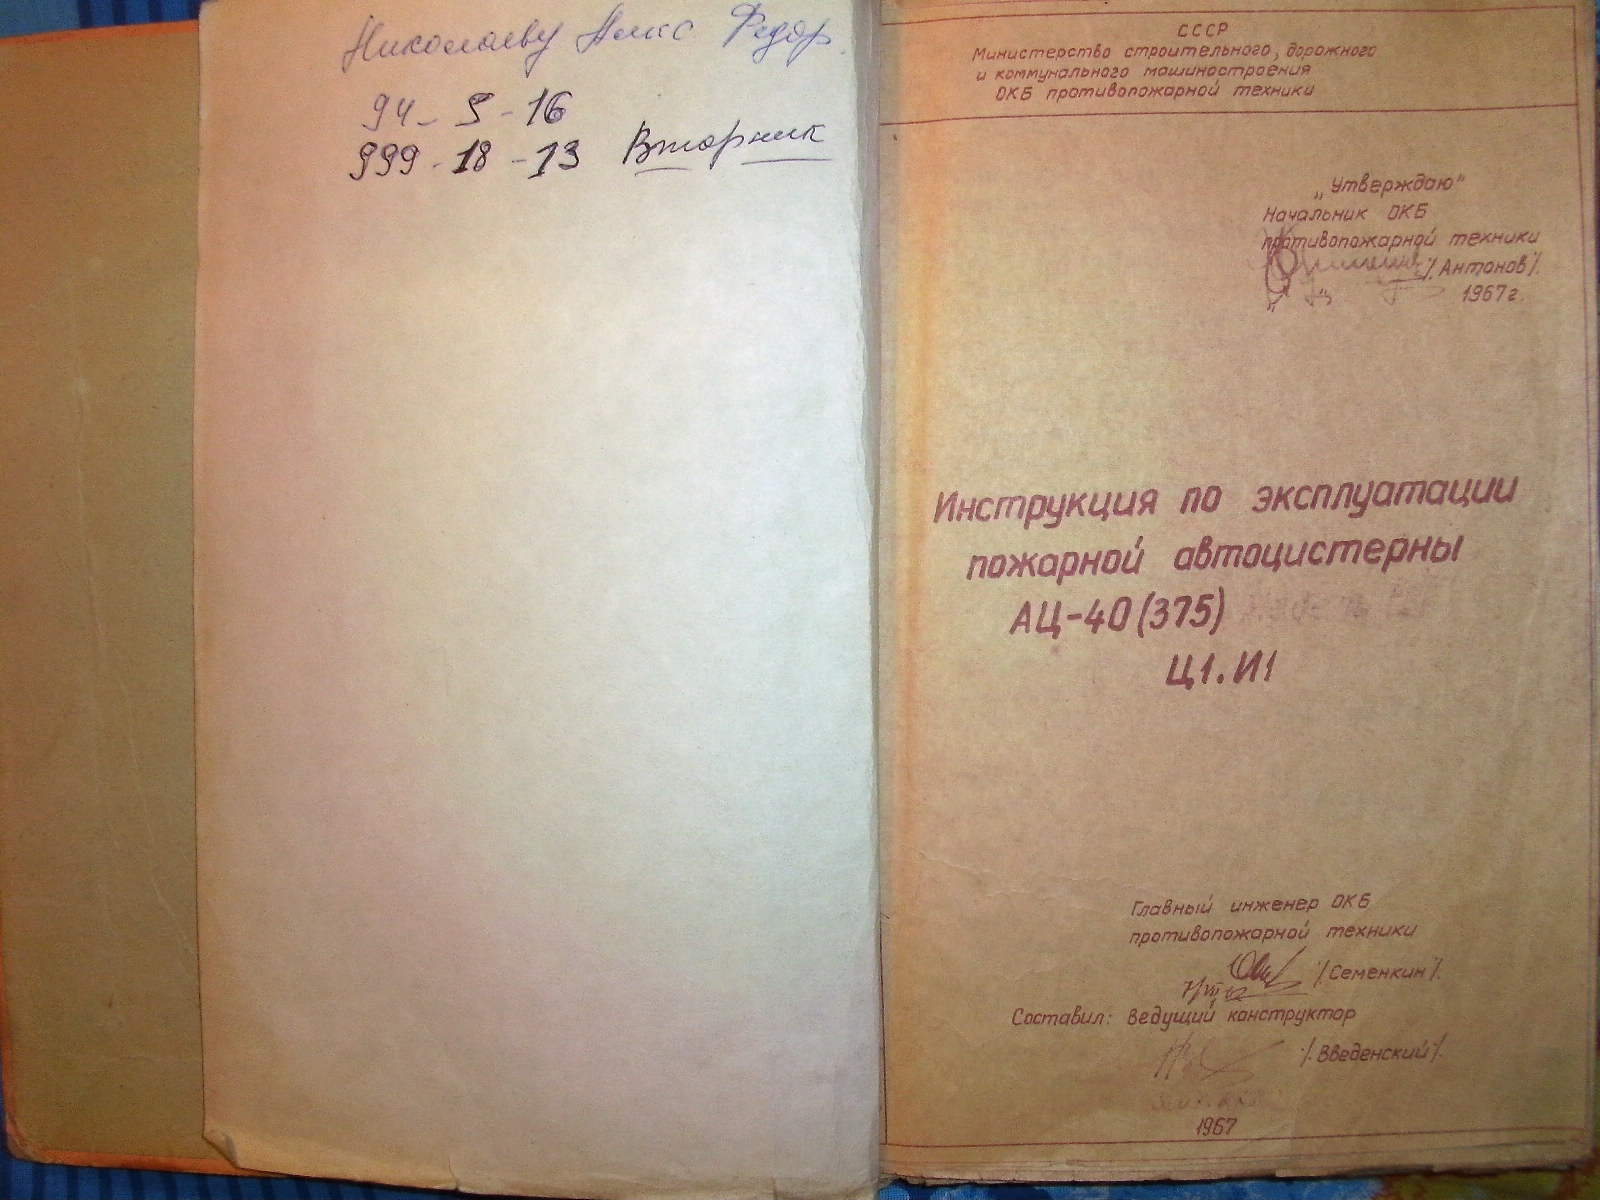 Николаеву Алекс Федор.
94-5-16
999-18-13 Вторник
СССР
Министерство строительного, дорожного
и коммунального машиностроения
ОКБ противопожарной техники
„Утверждаю"
Начальник ОКБ
противопожарной техники
/Антонов/.
1967г.
Инструкция по эксплуатации
пожарной автоцистерны
АЦ-40(375)
Ц1.И1
Главный инженер ОКБ
противопожарной техники
/Семенкин/.
Составил: Ведущий конструктор
/Введенский/.
1967